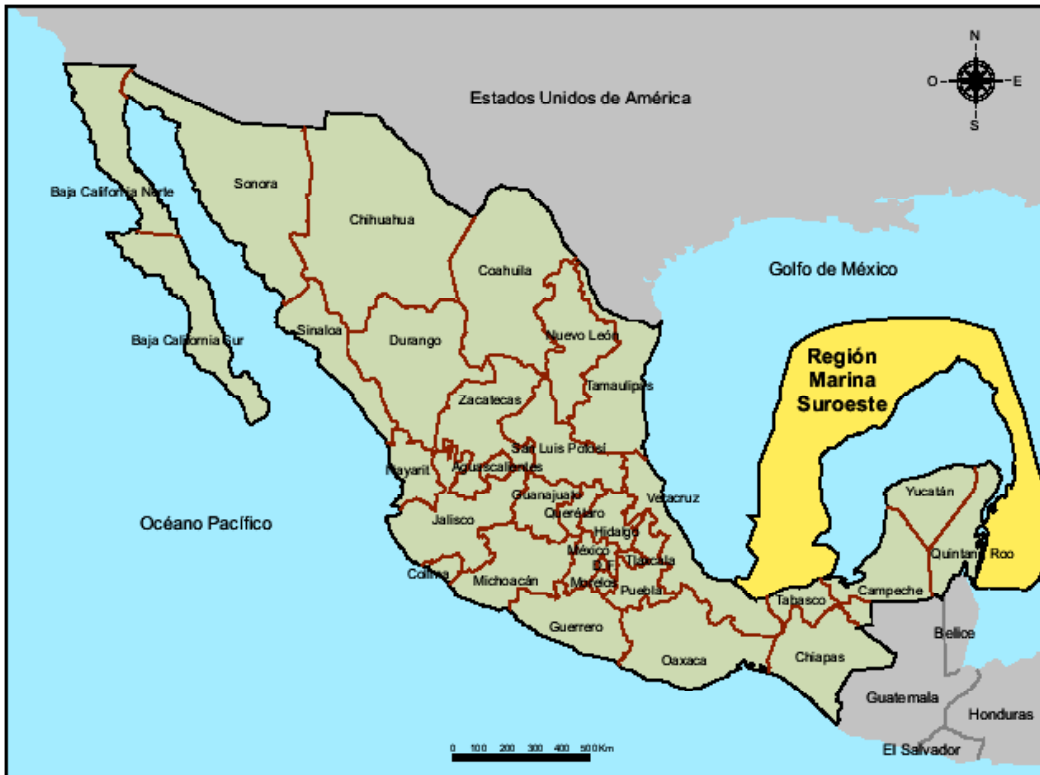 N
Estados Unidos de América
O
E
S
Baja California Norte
Sonora
Chihuahua
Coahuila
Golfo de México
Sinaloa
Durango
Nuevo León
Baja California Sur
Región
Marina
Suroeste
Tamaulipas
Zacatecas
San Luis Potosí
Nayarit
Aguascalientes
Guanajuato
Veracruz
Yucatán
Querétaro
Océano Pacífico
Jalisco
Hidalgo
México
Quintana Roo
Tlaxcala
D.F.
Colima
Michoacán
Morelos
Puebla
Campeche
Tabasco
Guerrero
Belice
Oaxaca
Chiapas
Guatemala
Honduras
0 100 200 300 400 500Km
El Salvador